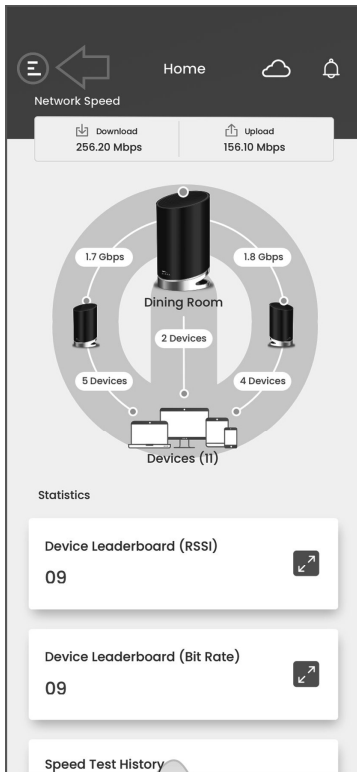 Home
Network Speed
Download
Upload
256.20 Mbps
156.10 Mbps
1.7 Gbps
1.8 Gbps
Dining Room
2 Devices
5 Devices
4 Devices
Devices (11)
Statistics
Device Leaderboard (RSSI)
09
Device Leaderboard (Bit Rate)
09
Speed Test History